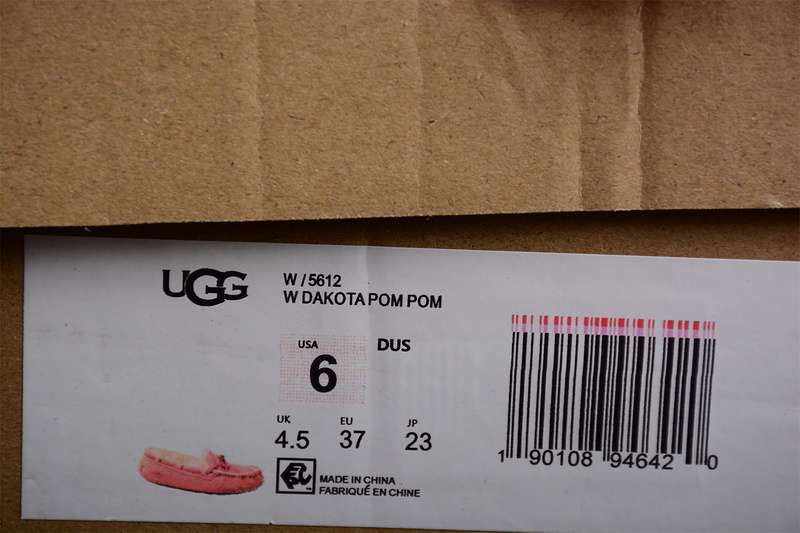 UGG
W / 5612
W DAKOTA POM POM
USA
6
DUS
UK EU JP
4.5 37 23
MADE IN CHINA
FABRIQUÉ EN CHINE
1 90108 94642 0